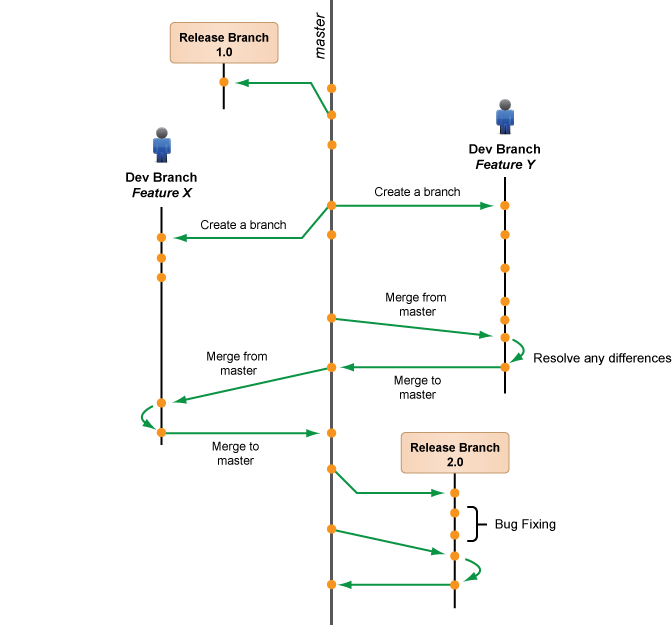 Release Branch
1.0
master
Dev Branch
Feature Y
Dev Branch
Feature X
Create a branch
Create a branch
Merge from
master
Resolve any differences
Merge from
master
Merge to
master
Merge to
master
Release Branch
2.0
Bug Fixing